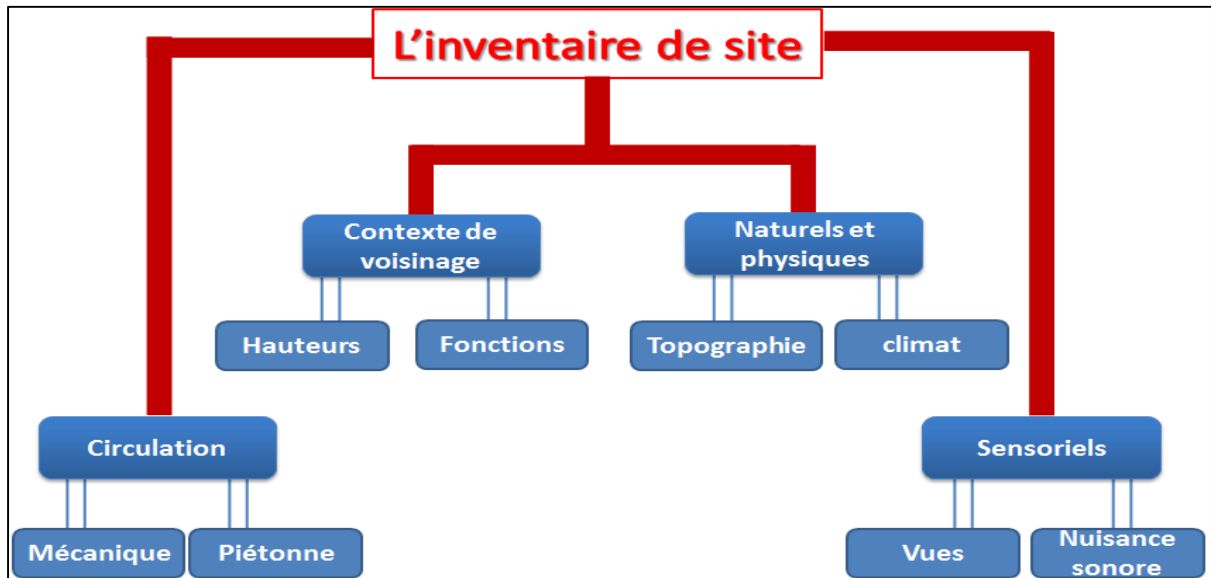 L'inventaire de site
Contexte de
voisinage
Naturels et
physiques
Hauteurs
Fonctions
Topographie
climat
Circulation
Sensoriels
Mécanique
Piétonne
Vues
Nuisance
sonore